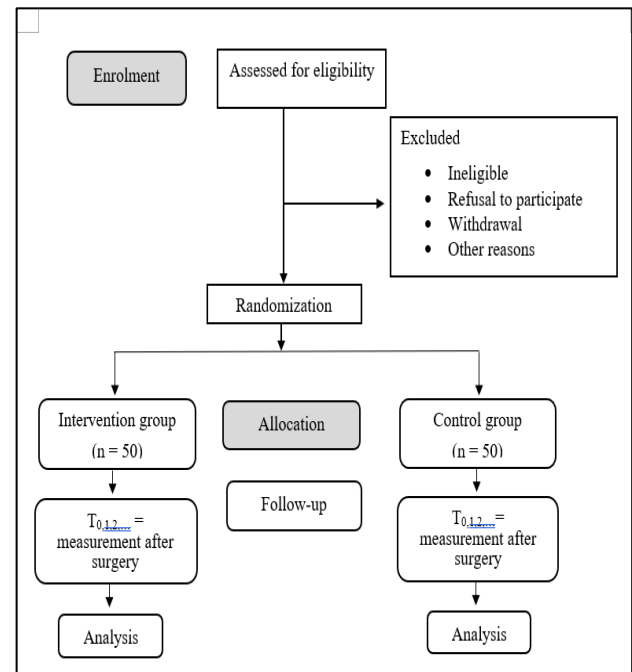 Enrolment
Assessed for eligibility
Excluded
• Ineligible
• Refusal to participate
• Withdrawal
• Other reasons
Randomization
Intervention group
(n = 50)
Allocation
Control group
(n = 50)
Follow-up
T0,1,2,... =
measurement after
surgery
T0,1,2,... =
measurement after
surgery
Analysis
Analysis